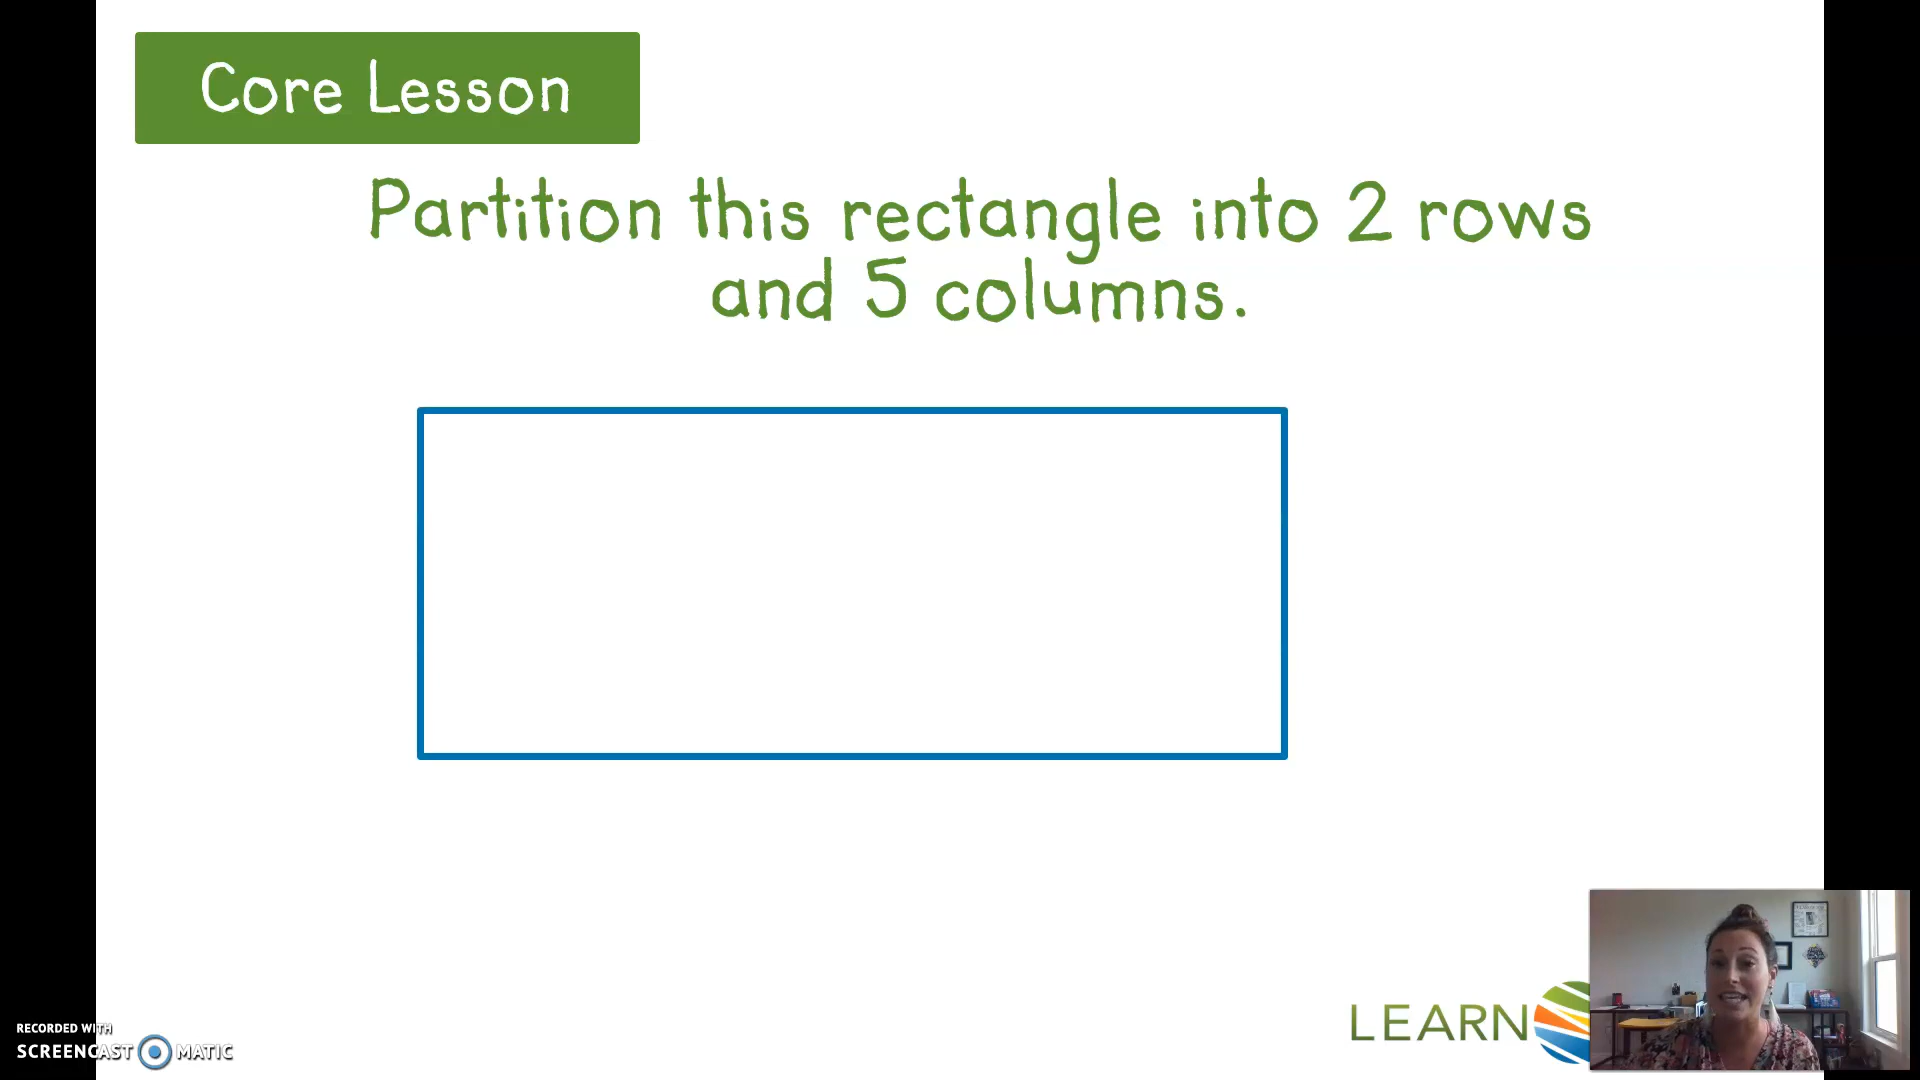 Core Lesson
Partition this rectangle into 2 rows
and 5 columns.
LEARN
RECORDED WITH
SCREENCAST MATIC